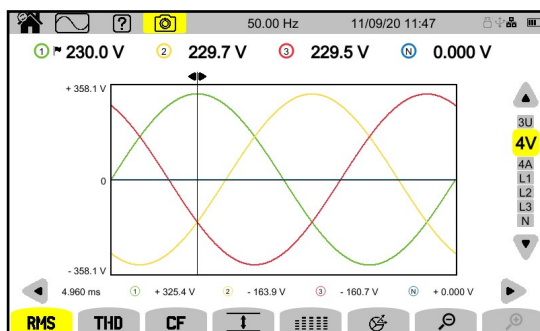 ? 50.00 Hz 11/09/20 11:47
1 230.0 V 2 229.7 V 3 229.5 V N 0.000 V
+ 358.1 V
0
- 358.1 V
3U
4V
4A
L1
L2
L3
N
4.960 ms 1 + 325.4 V 2 - 163.9 V 3 - 160.7 V N + 0.000 V
RMS THD CF